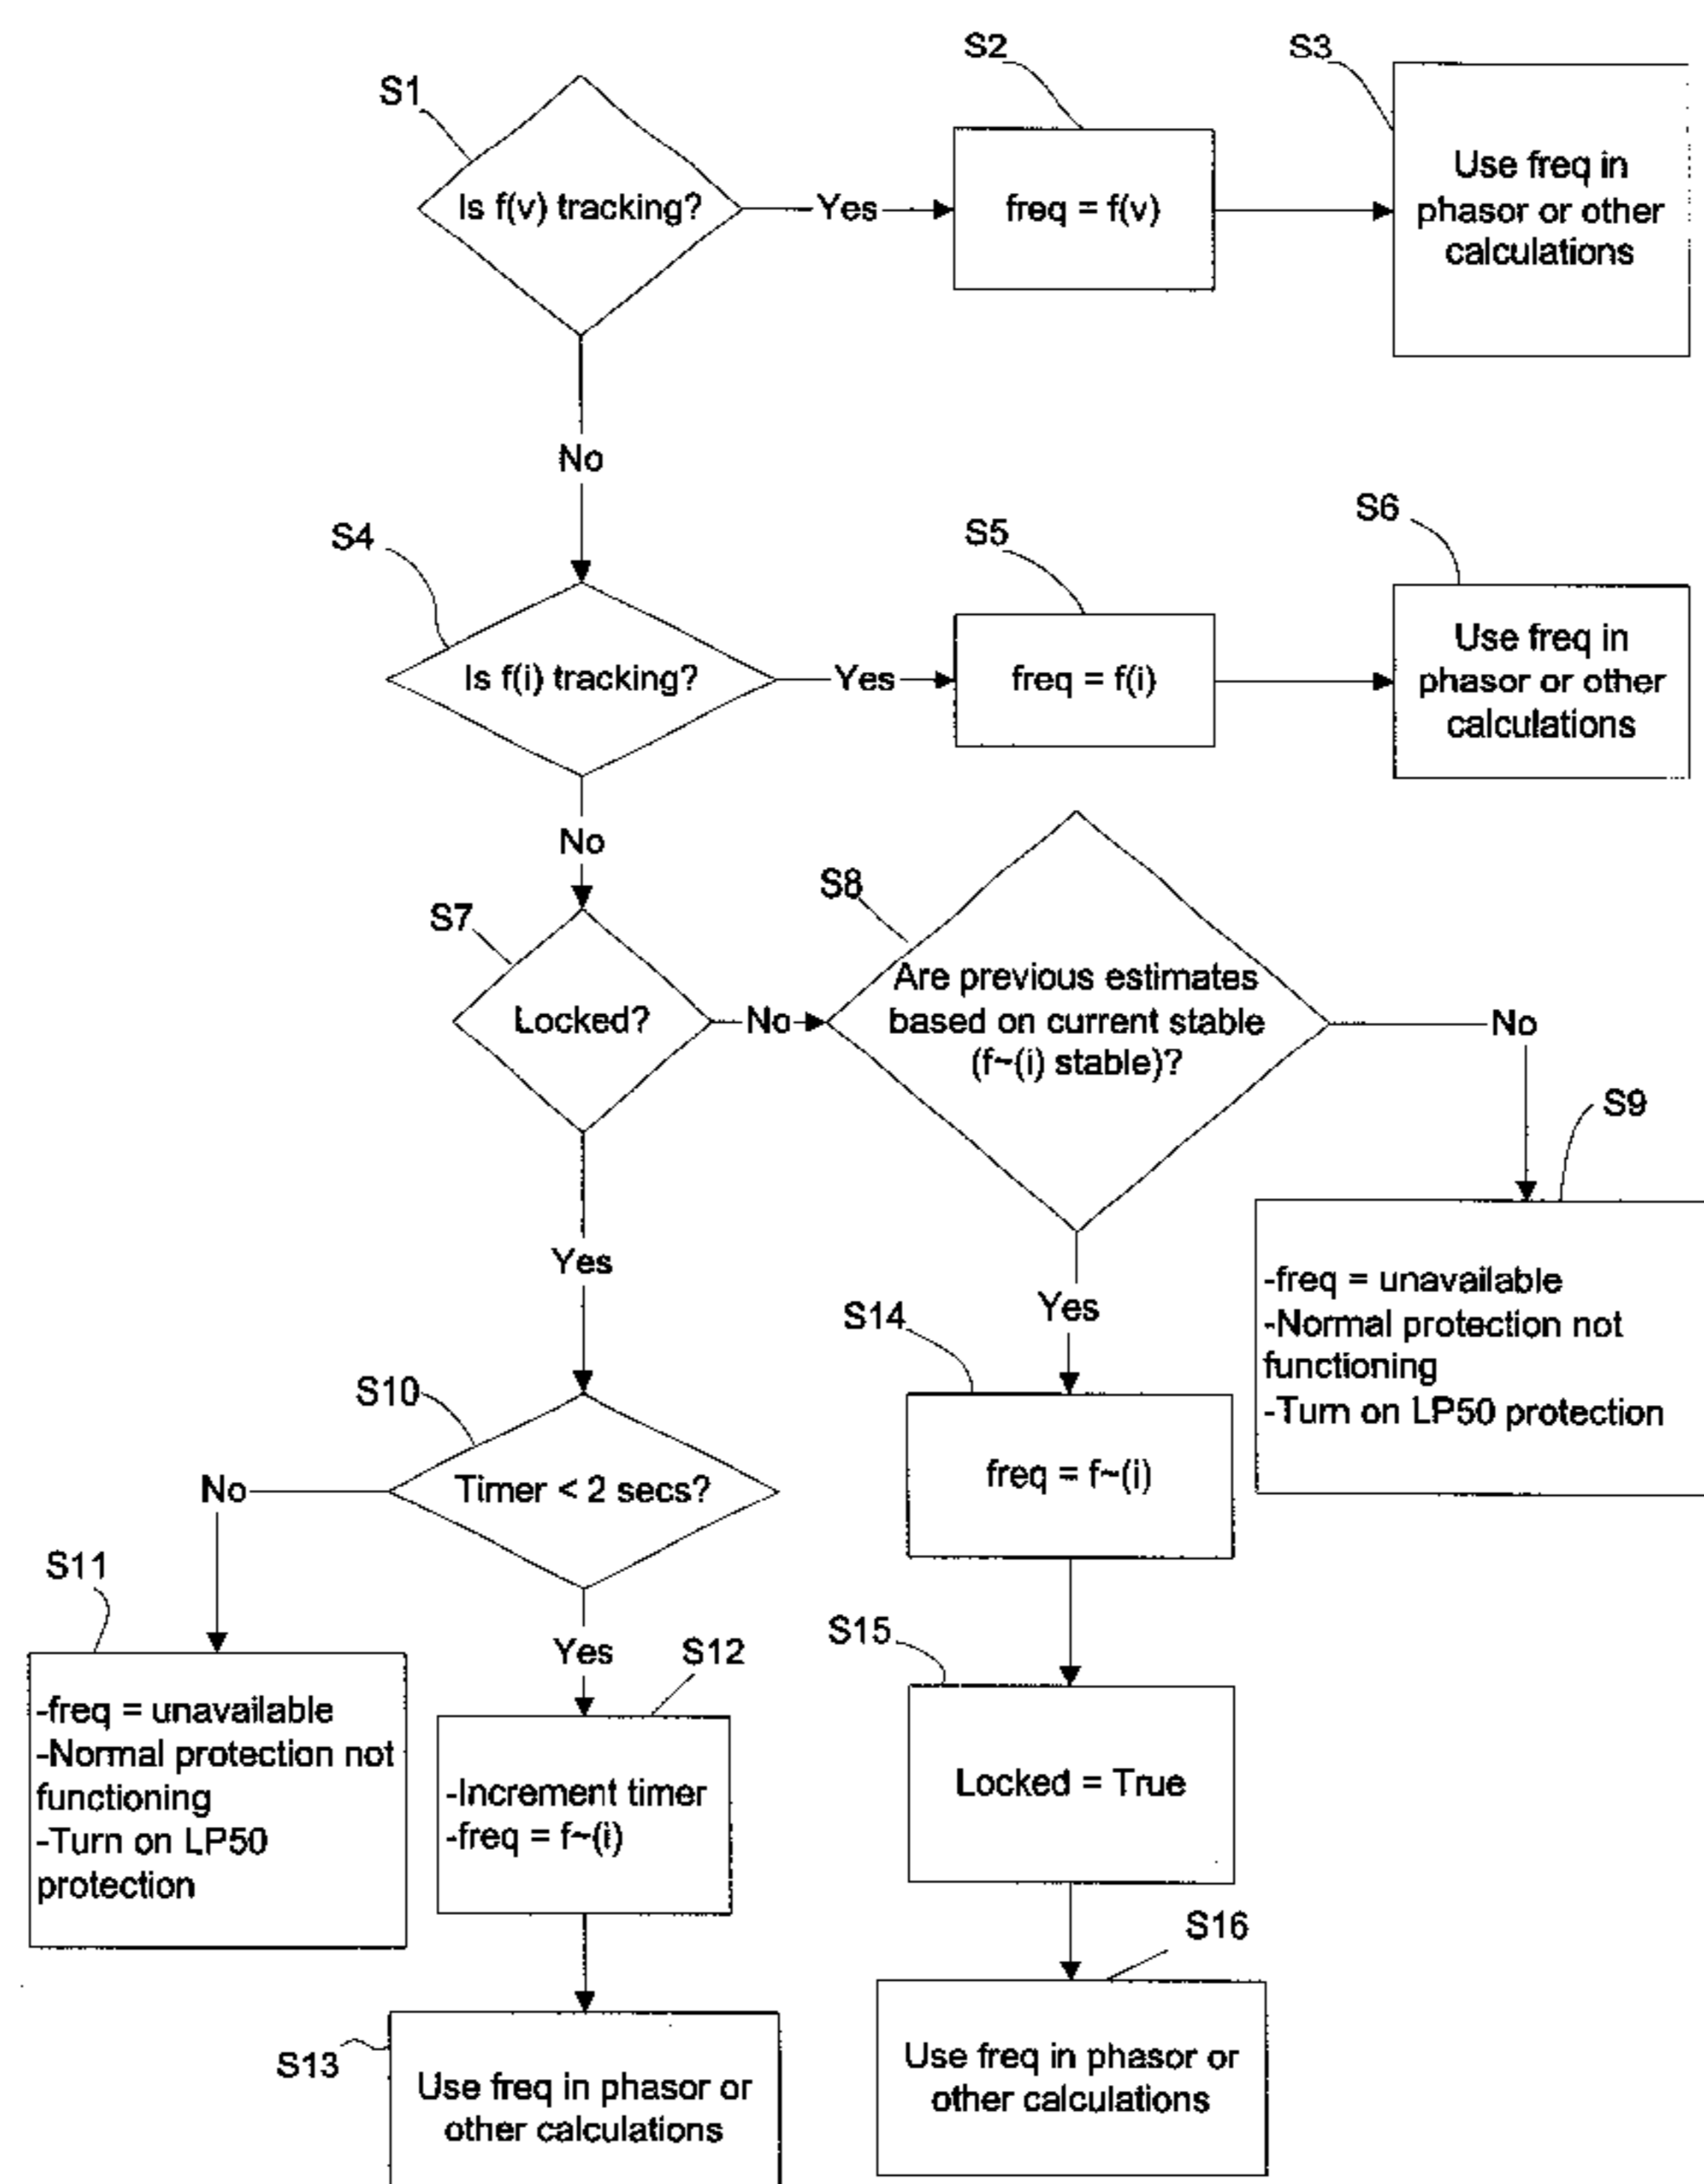 S1
Is f(v) tracking?
Yes
S2
freq = f(v)
S3
Use freq in
phasor or other
calculations
No
S4
Is f(i) tracking?
Yes
S5
freq = f(i)
S6
Use freq in
phasor or other
calculations
No
S7
Locked?
No
S8
Are previous estimates
based on current stable
(f~(i) stable)?
No
S9
-freq = unavailable
-Normal protection not
functioning
-Turn on LP50 protection
Yes
S10
Timer < 2 secs?
No
S11
-freq = unavailable
-Normal protection not
functioning
-Turn on LP50
protection
Yes
S12
-Increment timer
-freq = f~(i)
S13
Use freq in phasor or
other calculations
Yes
S14
freq = f~(i)
S15
Locked = True
S16
Use freq in phasor or
other calculations